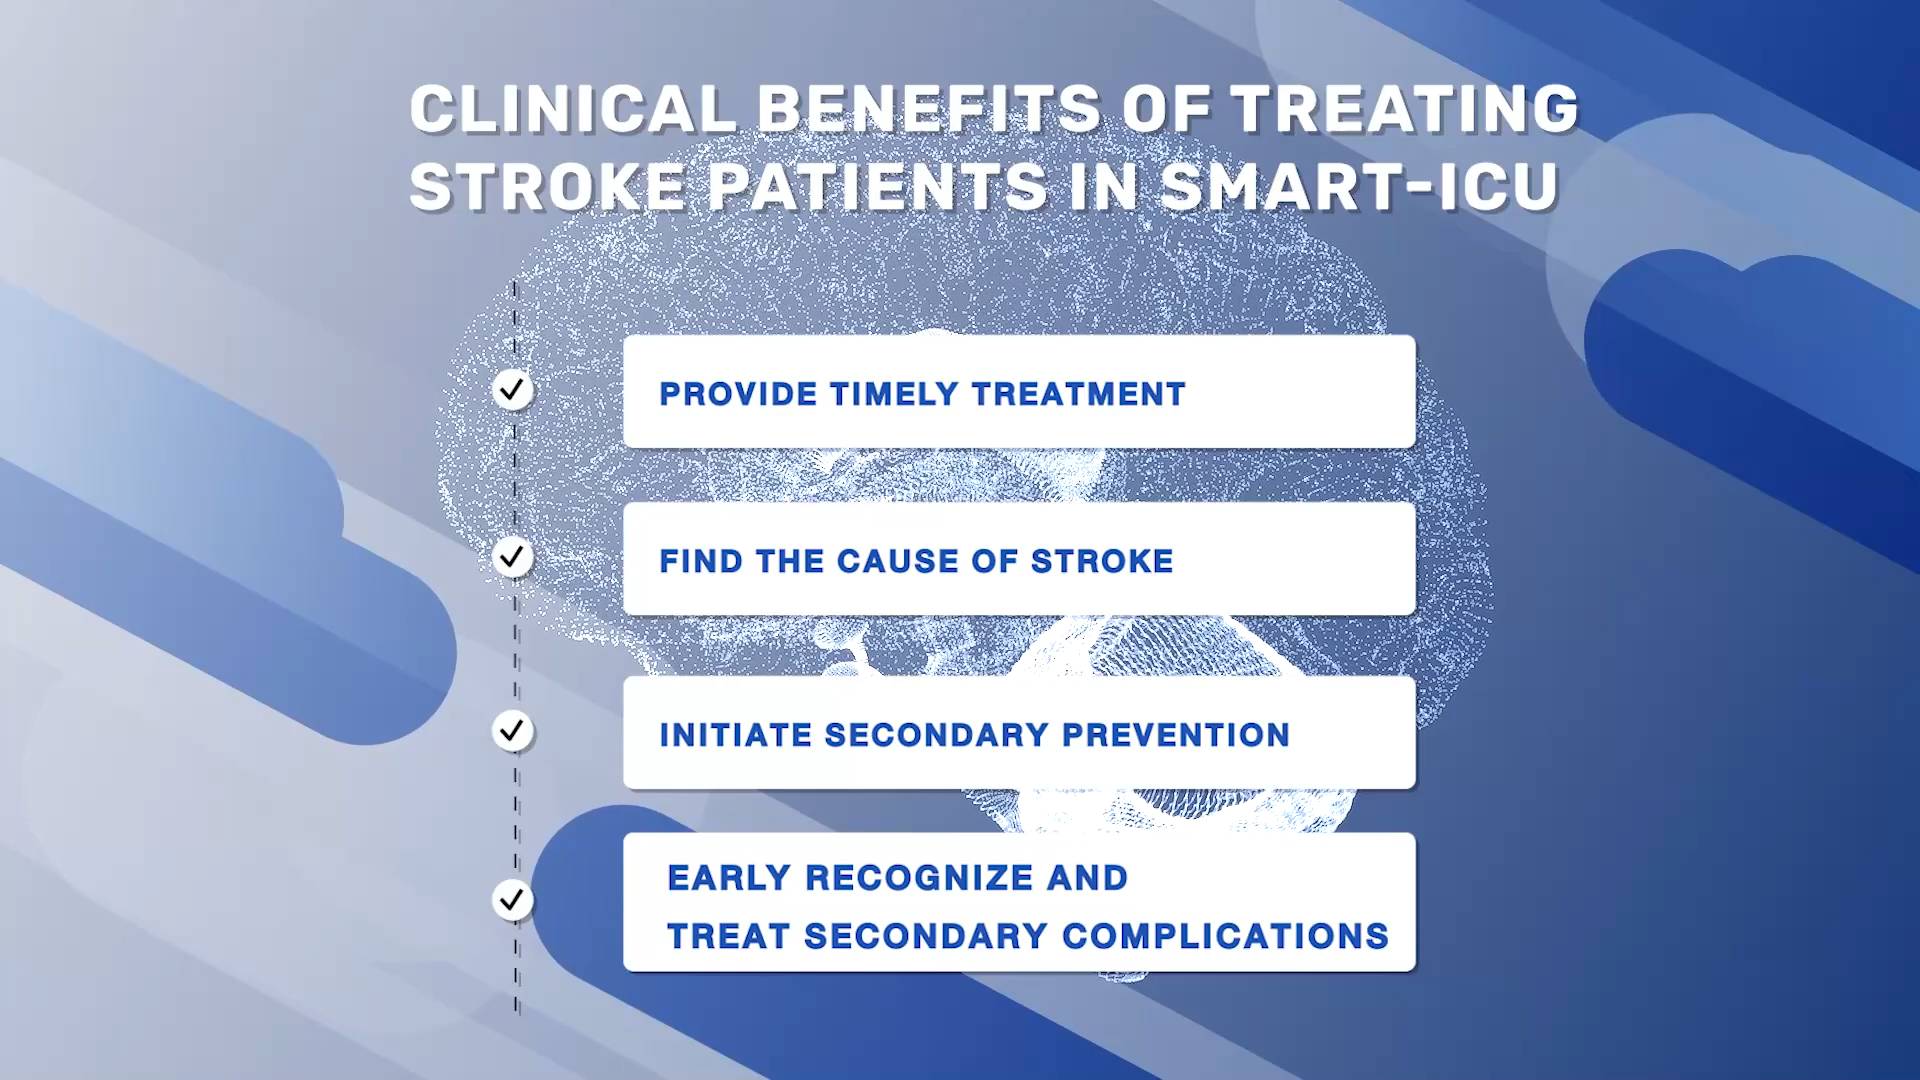 CLINICAL BENEFITS OF TREATING
STROKE PATIENTS IN SMART-ICU
PROVIDE TIMELY TREATMENT
FIND THE CAUSE OF STROKE
INITIATE SECONDARY PREVENTION
EARLY RECOGNIZE AND
TREAT SECONDARY COMPLICATIONS